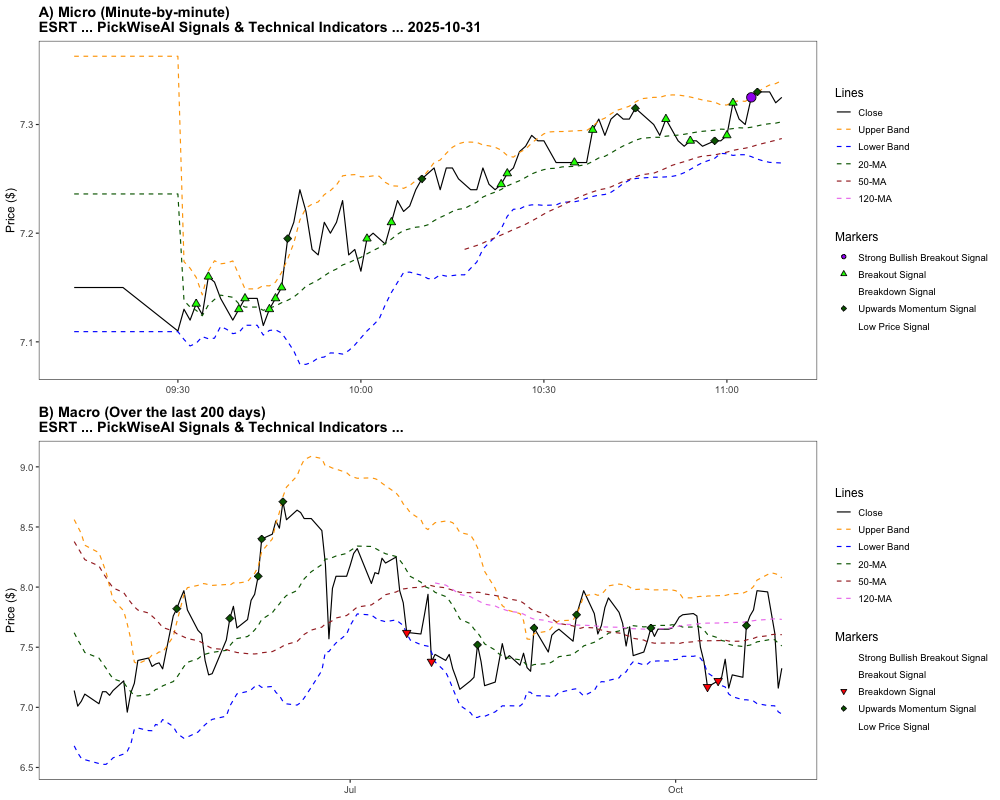 A) Micro (Minute-by-minute)
ESRT ... PickWiseAI Signals & Technical Indicators ... 2025-10-31
Price ($)
7.3
7.2
7.1
09:30
10:00
10:30
11:00
Lines
Close
Upper Band
Lower Band
20-MA
50-MA
120-MA
Markers
Strong Bullish Breakout Signal
Breakout Signal
Breakdown Signal
Upwards Momentum Signal
Low Price Signal
B) Macro (Over the last 200 days)
ESRT ... PickWiseAI Signals & Technical Indicators ...
Price ($)
9.0
8.5
8.0
7.5
7.0
6.5
Jul
Oct
Lines
Close
Upper Band
Lower Band
20-MA
50-MA
120-MA
Markers
Strong Bullish Breakout Signal
Breakout Signal
Breakdown Signal
Upwards Momentum Signal
Low Price Signal